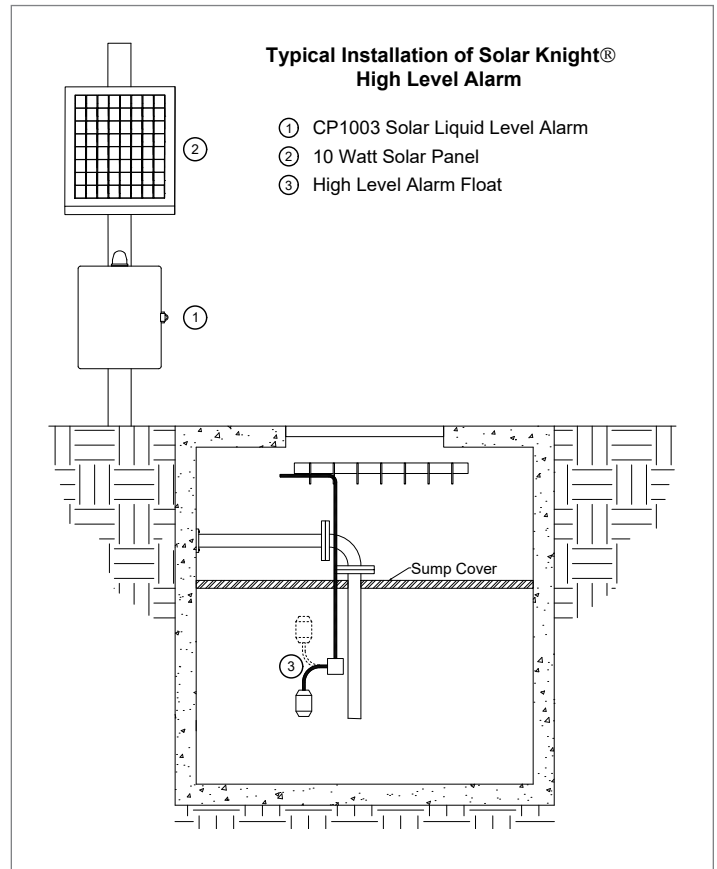 Typical Installation of Solar Knight®
High Level Alarm
① CP1003 Solar Liquid Level Alarm
② 10 Watt Solar Panel
③ High Level Alarm Float
②
①
Sump Cover
③